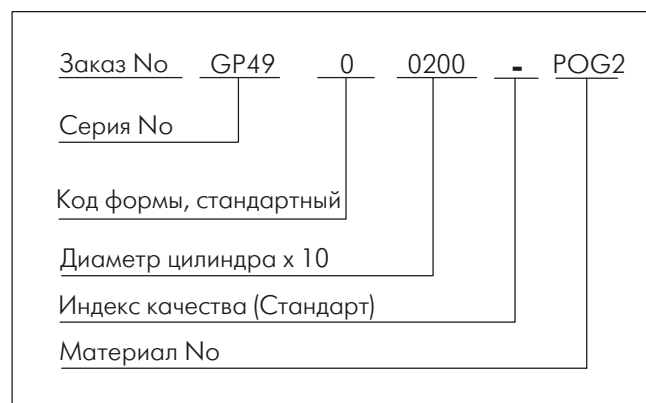 Заказ No GP49 0 0200 - POG2
Серия No
Код формы, стандартный
Диаметр цилиндра x 10
Индекс качества (Стандарт)
Материал No